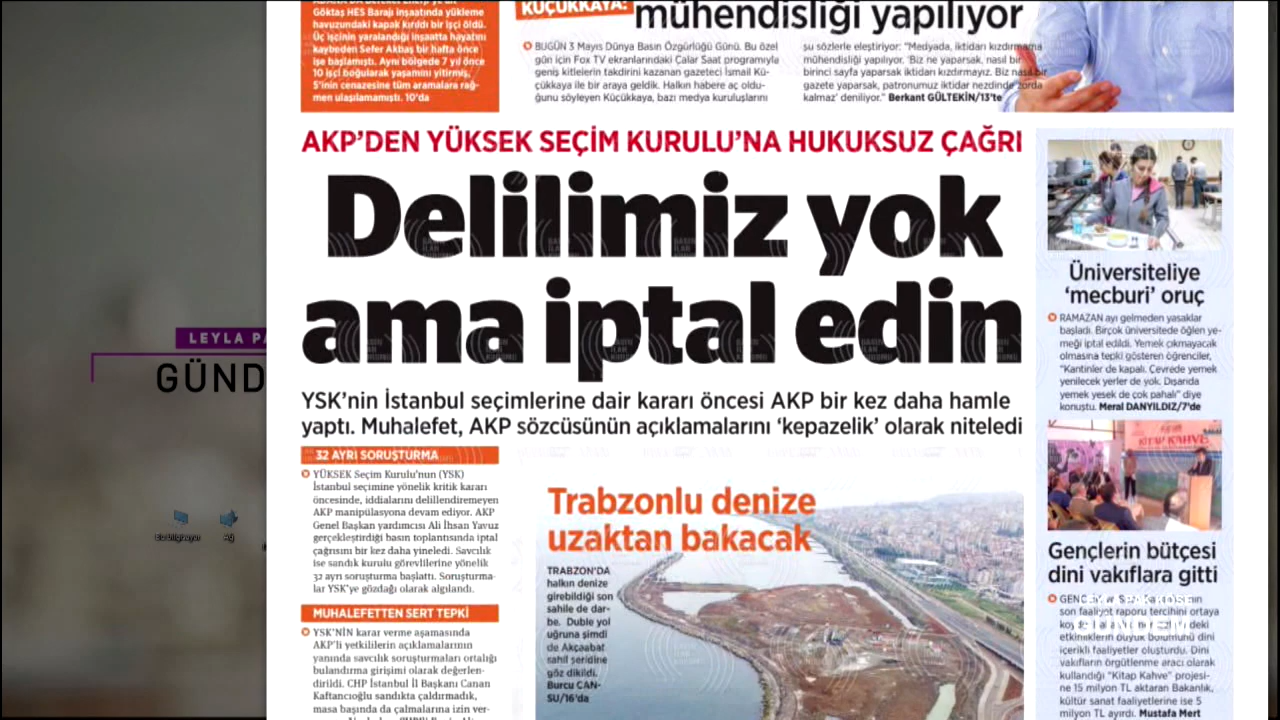 Göktaş HES Barajı inşaatında yükleme
havuzundaki kapak kırıldı bir işçi öldü.
Üç işçinin yaralandığı inşaatta hayatını
kaybeden Sefer Akbaş bir hafta önce
işe başlamıştı. Aynı bölgede 7 yıl önce
10 işçi boğularak yaşamını yitirmiş,
5'inin cenazesine tüm aramalara rağ-
men ulaşılamamıştı. 10'da
KÜÇÜKKAYA:
mühendisliği yapılıyor
BUGÜN 3 Mayıs Dünya Basın Özgürlüğü Günü. Bu özel
gün için Fox TV ekranlarındaki Çalar Saat programıyla
geniş kitlelerin takdirini kazanan gazeteci İsmail Kü-
çükkaya ile bir araya geldik. Halkın habere aç oldu-
ğunu söyleyen Küçükkaya, bazı medya kuruluşlarını
şu sözlerle eleştiriyor: “Medyada, iktidarı kızdırmama
mühendisliği yapılıyor. ‘Biz ne yaparsak, nasıl bir
birinci sayfa yaparsak iktidarı kızdırmayız. Biz nasıl bir
gazete yaparsak, patronumuz iktidar nezdinde zorda
kalmaz’ deniliyor.” Berkant GÜLTEKİN/13'te
AKP’DEN YÜKSEK SEÇİM KURULU’NA HUKUKSUZ ÇAĞRI
Delilimiz yok
ama iptal edin
YSK’nin İstanbul seçimlerine dair kararı öncesi AKP bir kez daha hamle
yaptı. Muhalefet, AKP sözcüsünün açıklamalarını ‘kepazelik’ olarak niteledi
32 AYRI SORUŞTURMA
YÜKSEK Seçim Kurulu’nun (YSK)
İstanbul seçimine yönelik kritik kararı
öncesinde, iddialarını delillendiremeyen
AKP manipülasyona devam ediyor. AKP
Genel Başkan yardımcısı Ali İhsan Yavuz
gerçekleştirdiği basın toplantısında iptal
çağrısını bir kez daha yineledi. Savcılık
ise sandık kurulu görevlilerine yönelik
32 ayrı soruşturma başlattı. Soruşturma-
lar YSK’ye gözdağı olarak algılandı.
MUHALEFETTEN SERT TEPKİ
YSK’NİN karar verme aşamasında
AKP’li yetkililerin açıklamalarının
yanında savcılık soruşturmaları ortalığı
bulandırma girişimi olarak değerlen-
dirildi. CHP İstanbul İl Başkanı Canan
Kaftancıoğlu sandıkta çaldırmadık,
masa başında da çalmalarına izin ver-
Trabzonlu denize
uzaktan bakacak
TRABZON’DA
halkın denize
girebildiği son
sahile de dar-
be. Duble yol
uğruna şimdi
de Akçaabat
sahil şeridine
göz dikildi.
Burcu CAN-
SU/16'da
Üniversiteliye
‘mecburi’ oruç
RAMAZAN ayı gelmeden yasaklar
başladı. Birçok üniversitede öğlen ye-
meği iptal edildi. Yemek çıkmayacak
olmasına tepki gösteren öğrenciler,
“Kantinler de kapalı. Çevrede yemek
yenilecek yerler de yok. Dışarıda
yemek yesek de çok pahalı” diye
konuştu. Meral DANYILDIZ/7'de
Gençlerin bütçesi
dini vakıflara gitti
son faaliyet raporu tercihini ortaya
etkinliklerin büyük bölümünü dini
içerikli faaliyetler oluşturdu. Dini
vakıfların örgütlenme aracı olarak
kullandığı “Kitap Kahve” projesi-
ne 15 milyon TL aktaran Bakanlık,
kültür sanat faaliyetlerine ise 5
milyon TL ayırdı. Mustafa Mert
LEYLA PA
GÜND
Ağ